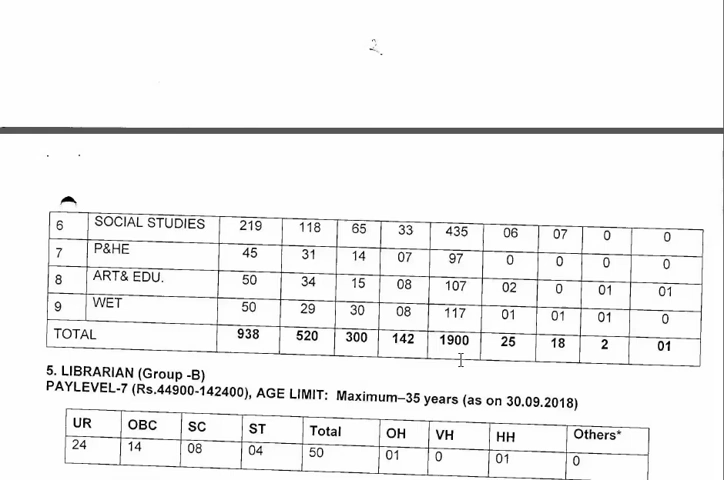 2
6 SOCIAL STUDIES 219 118 65 33 435 06 07 0 0
7 P&HE 45 31 14 07 97 0 0 0 0
8 ART& EDU. 50 34 15 08 107 02 0 01 01
9 WET 50 29 30 08 117 01 01 01 0
TOTAL 938 520 300 142 1900 25 18 2 01
5. LIBRARIAN (Group -B)
PAYLEVEL-7 (Rs.44900-142400), AGE LIMIT: Maximum–35 years (as on 30.09.2018)
UR OBC SC ST Total OH VH HH Others*
24 14 08 04 50 01 0 01 0